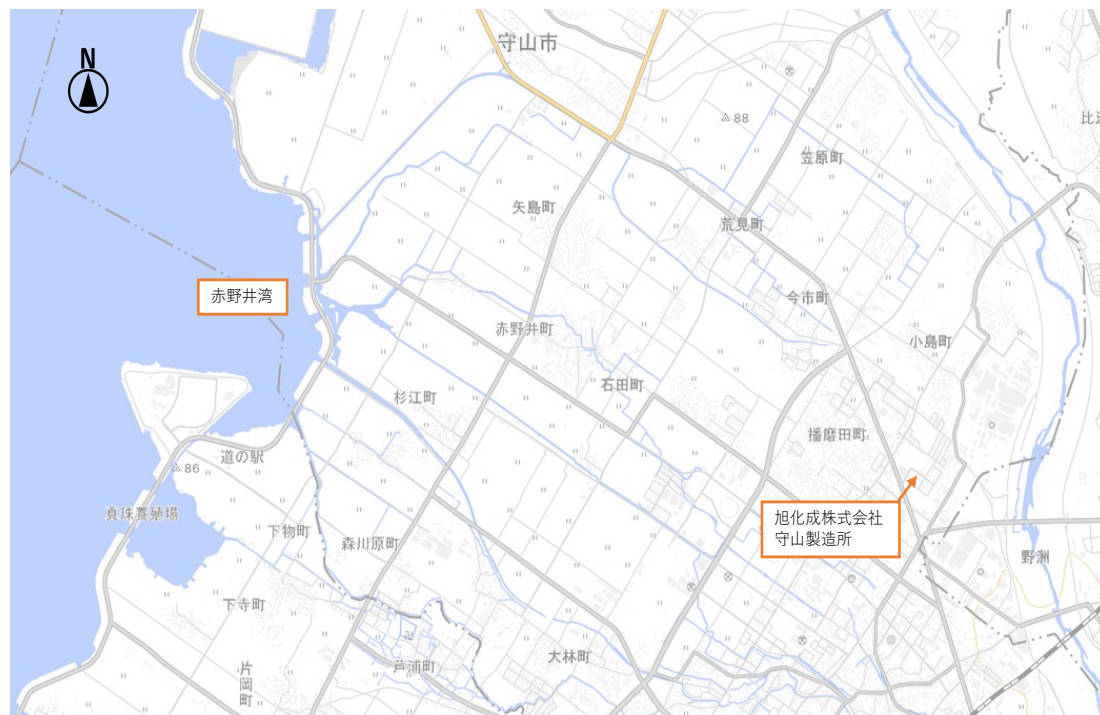 守山市
N
88
比
笠原町
矢島町
荒見町
赤野井湾
今市町
赤野井町
小島町
石田町
杉江町
播磨田町
道の駅
86
真珠養殖場
旭化成株式会社
守山製造所
下物町
森川原町
野洲
下寺町
大林町
芦浦町
片岡町